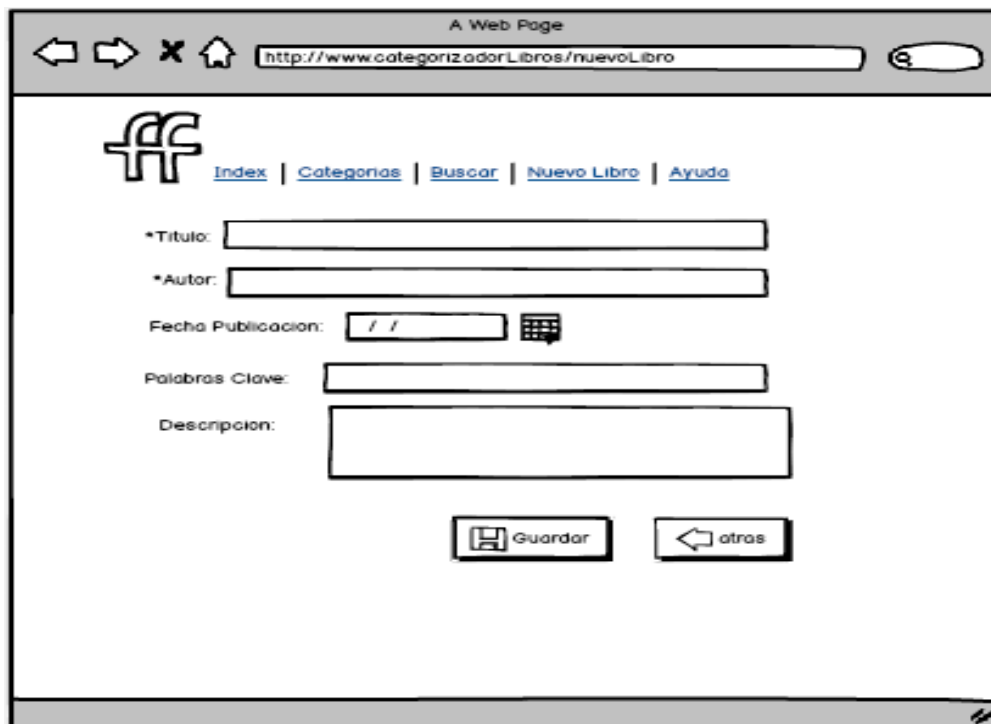 A Web Page
http://www.categorizadorLibros/nuevoLibro
ff
Index | Categorias | Buscar | Nuevo Libro | Ayuda
*Titulo:
*Autor:
Fecha Publicacion: / /
Palabras Clave:
Descripcion:
Guardar atras